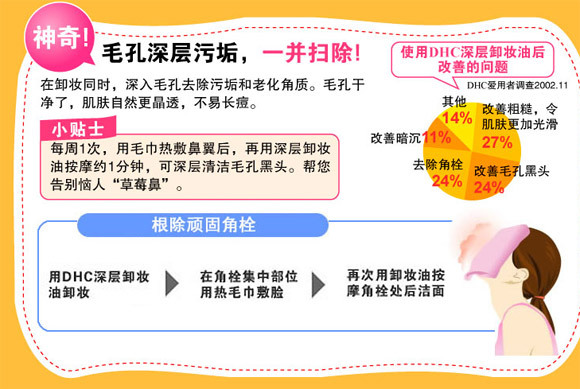 神奇!
毛孔深层污垢，一并扫除!
在卸妆同时，深入毛孔去除污垢和老化角质。毛孔干
净了，肌肤自然更晶透，不易长痘。
小贴士
每周1次，用毛巾热敷鼻翼后，再用深层卸妆
油按摩约1分钟，可深层清洁毛孔黑头。帮您
告别恼人“草莓鼻”。
使用DHC深层卸妆油后
改善的问题
DHC爱用者调查2002.11
其他
14%
改善粗糙，令
肌肤更加光滑
27%
改善暗沉11%
去除角栓
24%
改善毛孔黑头
24%
根除顽固角栓
用DHC深层卸妆
油卸妆
在角栓集中部位
用热毛巾敷脸
再次用卸妆油按
摩角栓处后洁面